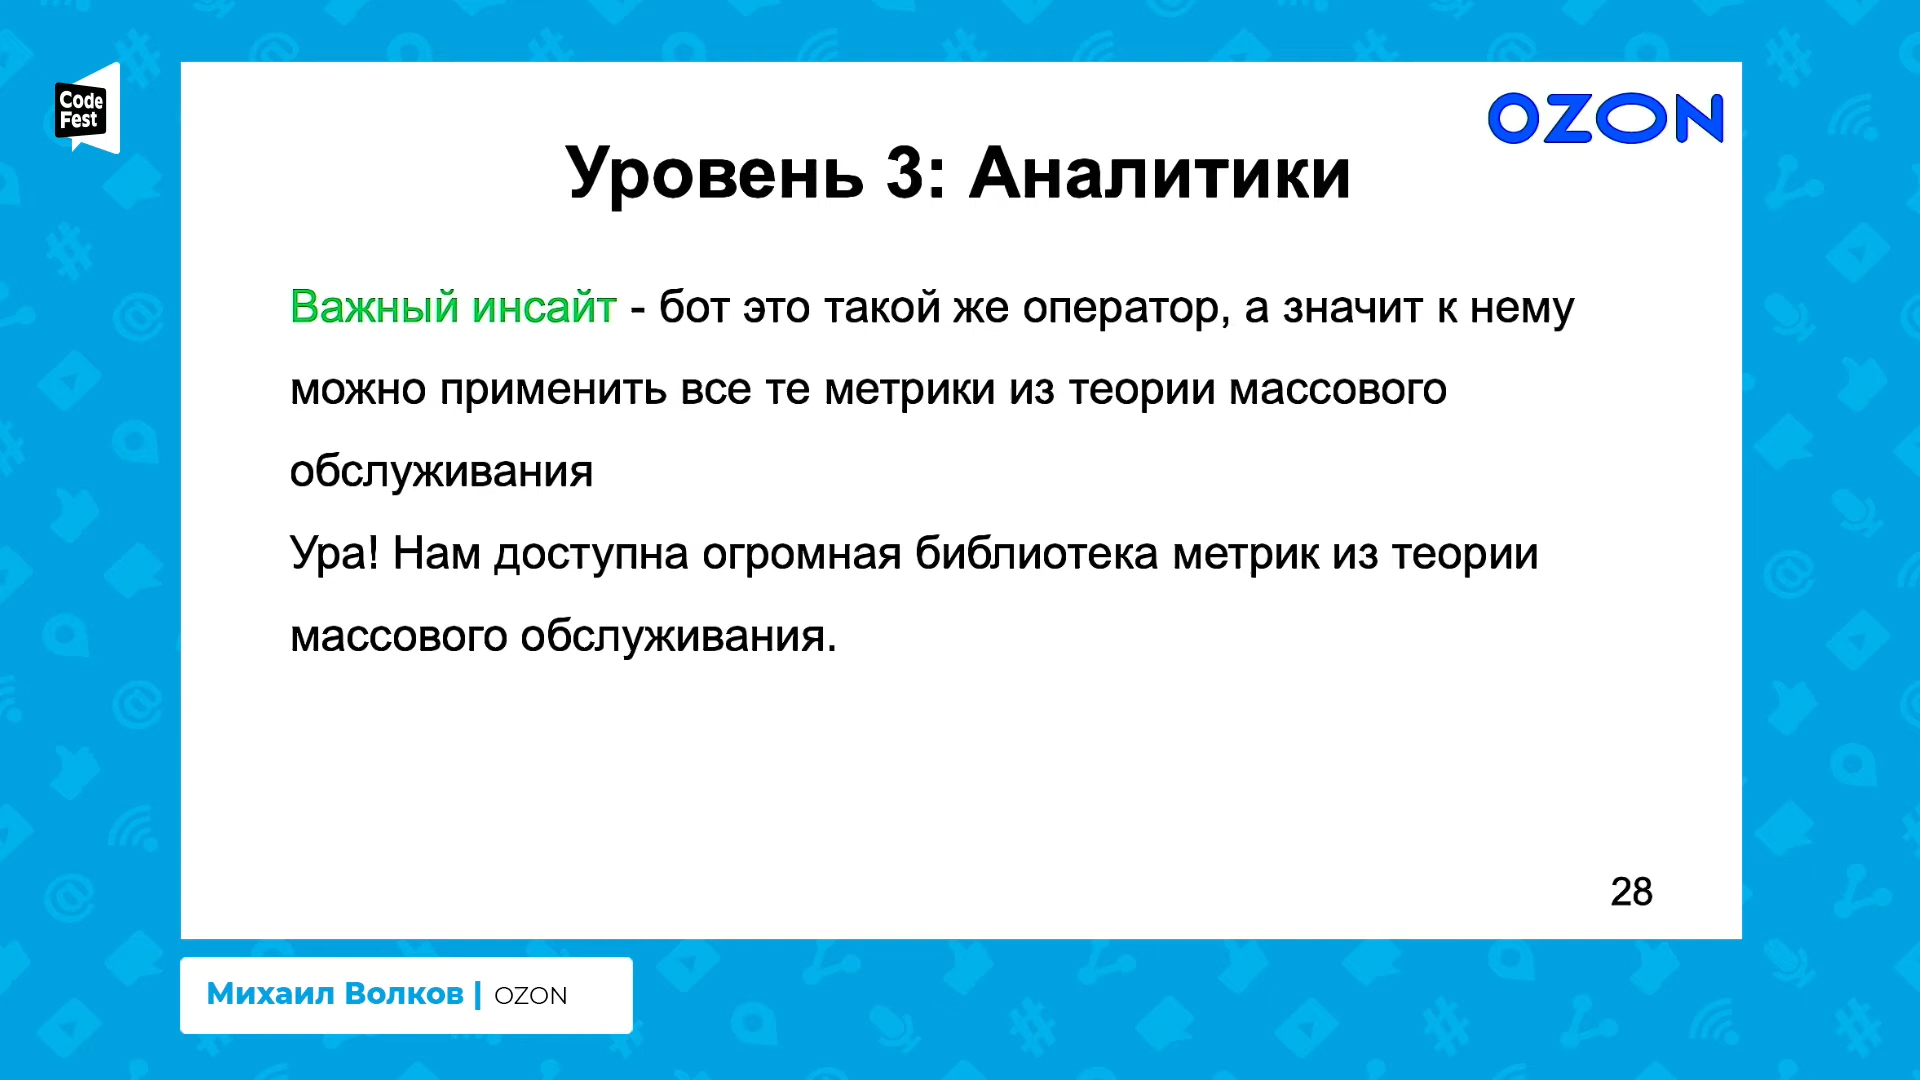 Code
Fest
OZON
Уровень 3: Аналитики
Важный инсайт - бот это такой же оператор, а значит к нему
можно применить все те метрики из теории массового
обслуживания
Ура! Нам доступна огромная библиотека метрик из теории
массового обслуживания.
28
Михаил Волков | OZON